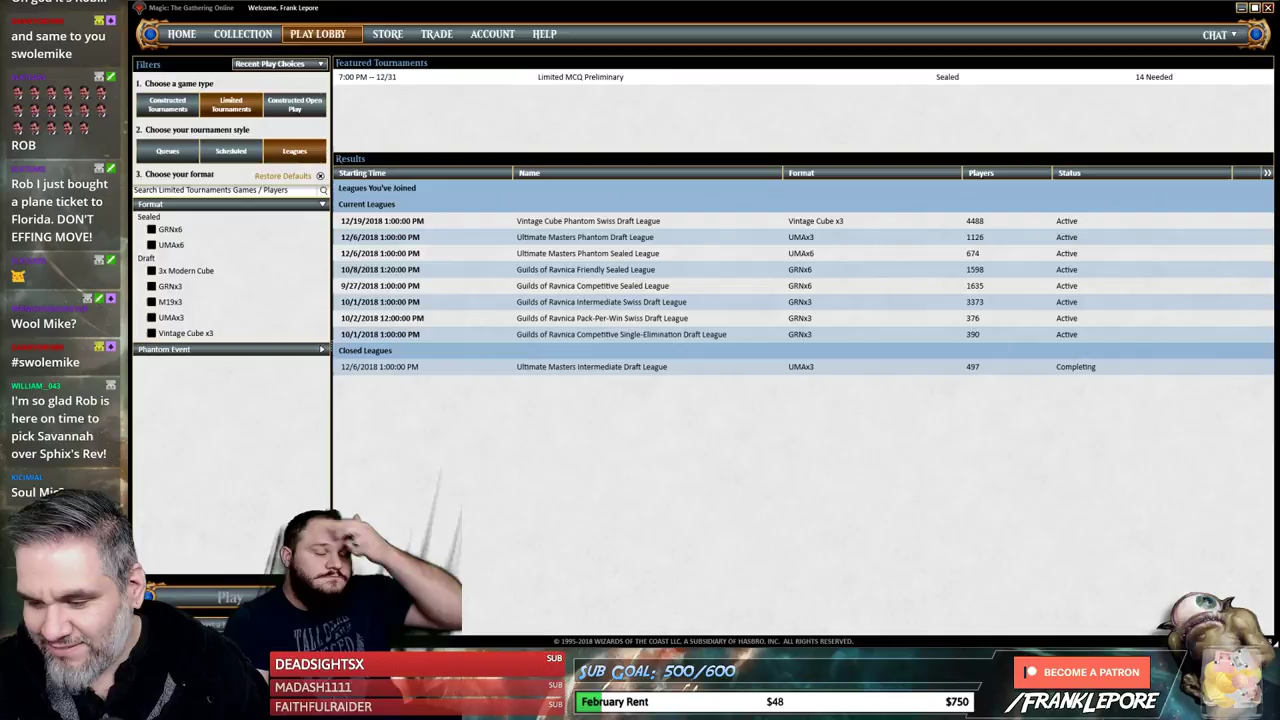 and same to you
swolemike
ROB
Rob I just bought
a plane ticket to
Florida. DON'T
EFFING MOVE!
Wool Mike?
#swolemike
WILLIAM_043
I'm so glad Rob is
here on time to
pick Savannah
over Sphix's Rev!
KICIMIAL
Magic: The Gathering Online
Welcome, Frank Lepore
HOME
COLLECTION
PLAY LOBBY
STORE
TRADE
ACCOUNT
HELP
CHAT
Filters
Recent Play Choices
1. Choose a game type
Constructed Tournaments
Limited Tournaments
Constructed Open Play
2. Choose your tournament style
Queues
Scheduled
Leagues
3. Choose your format
Restore Defaults
Search Limited Tournaments Games / Players
Format
Sealed
GRNx6
UMAx6
Draft
3x Modern Cube
GRNx3
M19x3
UMAx3
Vintage Cube x3
Phantom Event
Play
Featured Tournaments
7:00 PM -- 12/31 Limited MCQ Preliminary Sealed 14 Needed
Results
Starting Time Name Format Players Status
Leagues You've Joined
Current Leagues
12/19/2018 1:00:00 PM Vintage Cube Phantom Swiss Draft League Vintage Cube x3 4488 Active
12/6/2018 1:00:00 PM Ultimate Masters Phantom Draft League UMAx3 1126 Active
12/6/2018 1:00:00 PM Ultimate Masters Phantom Sealed League UMAx6 674 Active
10/8/2018 1:20:00 PM Guilds of Ravnica Friendly Sealed League GRNx6 1598 Active
9/27/2018 1:00:00 PM Guilds of Ravnica Competitive Sealed League GRNx6 1635 Active
10/1/2018 1:00:00 PM Guilds of Ravnica Intermediate Swiss Draft League GRNx3 3373 Active
10/2/2018 12:00:00 PM Guilds of Ravnica Pack-Per-Win Swiss Draft League GRNx3 376 Active
10/1/2018 1:00:00 PM Guilds of Ravnica Competitive Single-Elimination Draft League GRNx3 390 Active
Closed Leagues
12/6/2018 1:00:00 PM Ultimate Masters Intermediate Draft League UMAx3 497 Completing
© 1995-2018 WIZARDS OF THE COAST LLC, A SUBSIDIARY OF HASBRO, INC. ALL RIGHTS RESERVED.
DEADSIGHTSX SUB
MADASH1111 SUB
FAITHFULRAIDER SUB
SUB GOAL: 500/600
February Rent $48 $750
BECOME A PATRON
/FRANKLEPORE